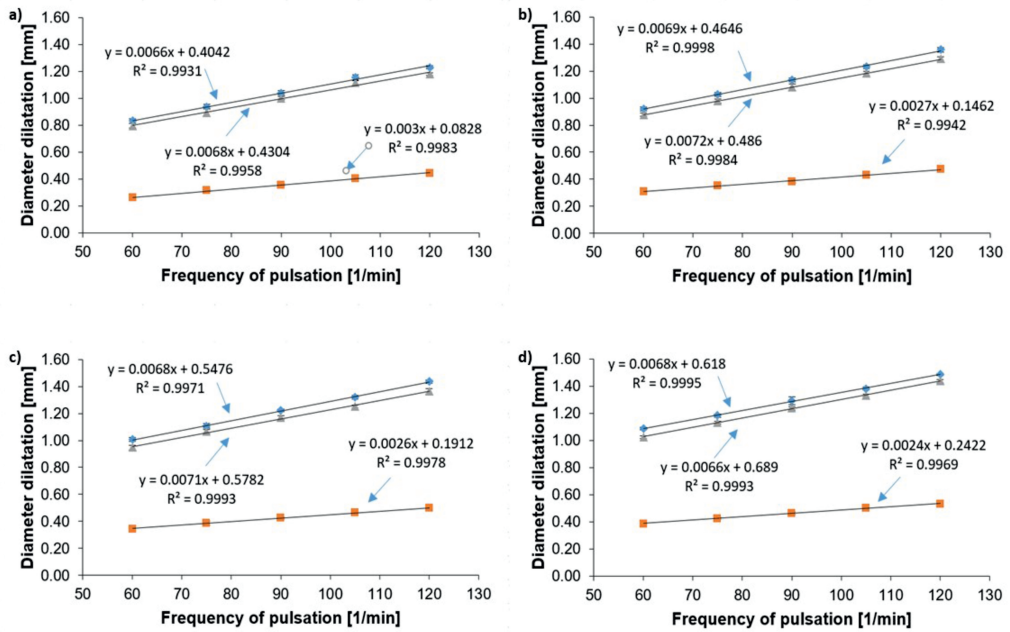 a)
Diameter dilatation [mm]
1.60
1.40
1.20
1.00
0.80
0.60
0.40
0.20
0.00
y = 0.0066x + 0.4042
R² = 0.9931
y = 0.0068x + 0.4304
R² = 0.9958
y = 0.003x + 0.0828
R² = 0.9983
50 60 70 80 90 100 110 120 130
Frequency of pulsation [1/min]
b)
Diameter dilatation [mm]
1.60
1.40
1.20
1.00
0.80
0.60
0.40
0.20
0.00
y = 0.0069x + 0.4646
R² = 0.9998
y = 0.0072x + 0.486
R² = 0.9984
y = 0.0027x + 0.1462
R² = 0.9942
50 60 70 80 90 100 110 120 130
Frequency of pulsation [1/min]
c)
Diameter dilatation [mm]
1.60
1.40
1.20
1.00
0.80
0.60
0.40
0.20
0.00
y = 0.0068x + 0.5476
R² = 0.9971
y = 0.0071x + 0.5782
R² = 0.9993
y = 0.0026x + 0.1912
R² = 0.9978
50 60 70 80 90 100 110 120 130
Frequency of pulsation [1/min]
d)
Diameter dilatation [mm]
1.60
1.40
1.20
1.00
0.80
0.60
0.40
0.20
0.00
y = 0.0068x + 0.618
R² = 0.9995
y = 0.0066x + 0.689
R² = 0.9993
y = 0.0024x + 0.2422
R² = 0.9969
50 60 70 80 90 100 110 120 130
Frequency of pulsation [1/min]